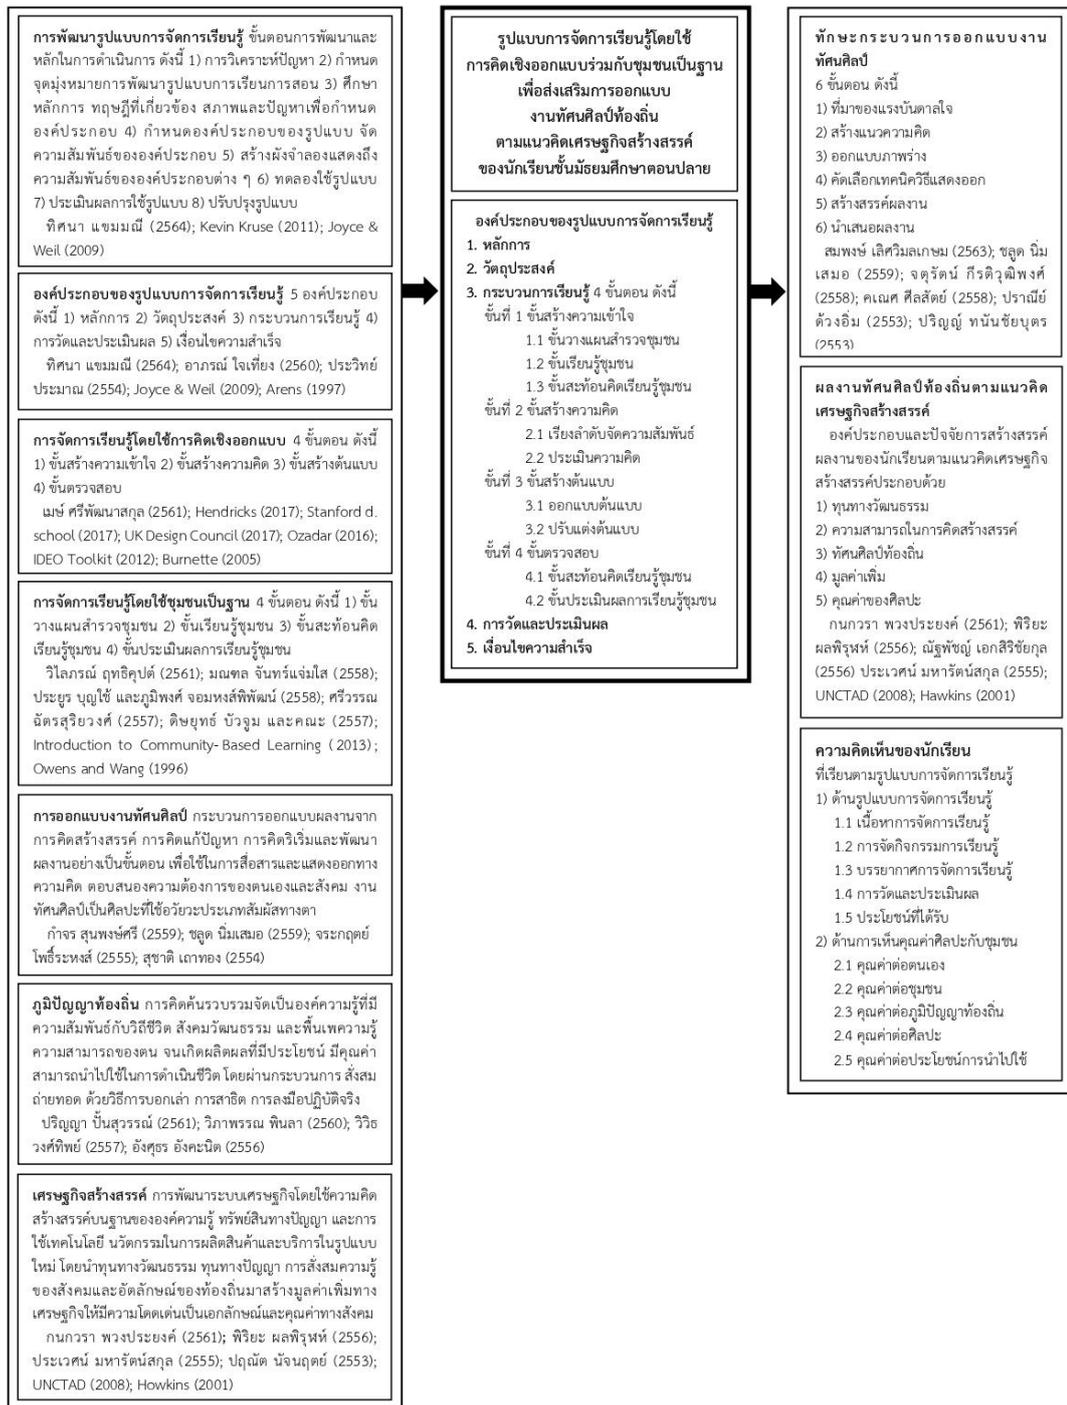 การพัฒนารูปแบบการจัดการเรียนรู้ ขั้นตอนการพัฒนาและ
หลักในการดำเนินการ ดังนี้ 1) การวิเคราะห์ปัญหา 2) กำหนด
จุดมุ่งหมายการพัฒนารูปแบบการเรียนการสอน 3) ศึกษา
หลักการ ทฤษฎีที่เกี่ยวข้อง สภาพและปัญหาเพื่อกำหนด
องค์ประกอบ 4) กำหนดองค์ประกอบของรูปแบบ จัด
ความสัมพันธ์ขององค์ประกอบ 5) สร้างผังจำลองแสดงถึง
ความสัมพันธ์ขององค์ประกอบต่าง ๆ 6) ทดลองใช้รูปแบบ
7) ประเมินผลการใช้รูปแบบ 8) ปรับปรุงรูปแบบ
ทิศนา แขมมณี (2564); Kevin Kruse (2011); Joyce &
Weil (2009)
องค์ประกอบของรูปแบบการจัดการเรียนรู้ 5 องค์ประกอบ
ดังนี้ 1) หลักการ 2) วัตถุประสงค์ 3) กระบวนการเรียนรู้ 4)
การวัดและประเมินผล 5) เงื่อนไขความสำเร็จ
ทิศนา แขมมณี (2564); อาภรณ์ ใจเที่ยง (2560); ประวิทย์
ประมาณ (2554); Joyce & Weil (2009); Arens (1997)
การจัดการเรียนรู้โดยใช้การคิดเชิงออกแบบ 4 ขั้นตอน ดังนี้
1) ขั้นสร้างความเข้าใจ 2) ขั้นสร้างความคิด 3) ขั้นสร้างต้นแบบ
4) ขั้นตรวจสอบ
เมษ์ ศรีพัฒนาสกุล (2561); Hendricks (2017); Stanford d.
school (2017); UK Design Council (2017); Ozadar (2016);
IDEO Toolkit (2012); Burnette (2005)
การจัดการเรียนรู้โดยใช้ชุมชนเป็นฐาน 4 ขั้นตอน ดังนี้ 1) ขั้น
วางแผนสำรวจชุมชน 2) ขั้นเรียนรู้ชุมชน 3) ขั้นสะท้อนคิด
เรียนรู้ชุมชน 4) ขั้นประเมินผลการเรียนรู้ชุมชน
วิไลภรณ์ ฤทธิคุปต์ (2561); มณฑล จันทร์แจ่มใส (2558);
ประยูร บุญใช้ และภูมิพงศ์ จอมหงส์พิพัฒน์ (2558); ศรีวรรณ
ฉัตรสุริยวงศ์ (2557); ดิษยุทธ์ บัวจูม และคณะ (2557);
Introduction to Community-Based Learning (2013);
Owens and Wang (1996)
การออกแบบงานทัศนศิลป์ กระบวนการออกแบบผลงานจาก
การคิดสร้างสรรค์ การคิดแก้ปัญหา การคิดริเริ่มและพัฒนา
ผลงานอย่างเป็นขั้นตอน เพื่อใช้ในการสื่อสารและแสดงออกทาง
ความคิด ตอบสนองความต้องการของตนเองและสังคม งาน
ทัศนศิลป์เป็นศิลปะที่ใช้อวัยวะประเภทสัมผัสทางตา
กำจร สุนพงษ์ศรี (2559); ชลูด นิ่มเสมอ (2559); จระกฤตย์
โพธิ์ระหงส์ (2555); สุชาติ เถาทอง (2554)
ภูมิปัญญาท้องถิ่น การคิดค้นรวบรวมจัดเป็นองค์ความรู้ที่มี
ความสัมพันธ์กับวิถีชีวิต สังคมวัฒนธรรม และพื้นเพความรู้
ความสามารถของตน จนเกิดผลิตผลที่มีประโยชน์ มีคุณค่า
สามารถนำไปใช้ในการดำเนินชีวิต โดยผ่านกระบวนการ สั่งสม
ถ่ายทอด ด้วยวิธีการบอกเล่า การสาธิต การลงมือปฏิบัติจริง
ปริญญา ปั้นสุวรรณ์ (2561); วิภาพรรณ พินลา (2560); วิวิธ
วงศ์ทิพย์ (2557); อังศุธร อังคะนิต (2556)
เศรษฐกิจสร้างสรรค์ การพัฒนาระบบเศรษฐกิจโดยใช้ความคิด
สร้างสรรค์บนฐานขององค์ความรู้ ทรัพย์สินทางปัญญา และการ
ใช้เทคโนโลยี นวัตกรรมในการผลิตสินค้าและบริการในรูปแบบ
ใหม่ โดยนำทุนทางวัฒนธรรม ทุนทางปัญญา การสั่งสมความรู้
ของสังคมและอัตลักษณ์ของท้องถิ่นมาสร้างมูลค่าเพิ่มทาง
เศรษฐกิจให้มีความโดดเด่นเป็นเอกลักษณ์และคุณค่าทางสังคม
กนกวรา พวงประยงค์ (2561); พิริยะ ผลพิรุฬห์ (2556);
ประเวศน์ มหารัตน์สกุล (2555); ปฤณัต นัจนฤตย์ (2553);
UNCTAD (2008); Howkins (2001)
รูปแบบการจัดการเรียนรู้โดยใช้
การคิดเชิงออกแบบร่วมกับชุมชนเป็นฐาน
เพื่อส่งเสริมการออกแบบ
งานทัศนศิลป์ท้องถิ่น
ตามแนวคิดเศรษฐกิจสร้างสรรค์
ของนักเรียนชั้นมัธยมศึกษาตอนปลาย
องค์ประกอบของรูปแบบการจัดการเรียนรู้
1. หลักการ
2. วัตถุประสงค์
3. กระบวนการเรียนรู้ 4 ขั้นตอน ดังนี้
ขั้นที่ 1 ขั้นสร้างความเข้าใจ
1.1 ขั้นวางแผนสำรวจชุมชน
1.2 ขั้นเรียนรู้ชุมชน
1.3 ขั้นสะท้อนคิดเรียนรู้ชุมชน
ขั้นที่ 2 ขั้นสร้างความคิด
2.1 เรียงลำดับจัดความสัมพันธ์
2.2 ประเมินความคิด
ขั้นที่ 3 ขั้นสร้างต้นแบบ
3.1 ออกแบบต้นแบบ
3.2 ปรับแต่งต้นแบบ
ขั้นที่ 4 ขั้นตรวจสอบ
4.1 ขั้นสะท้อนคิดเรียนรู้ชุมชน
4.2 ขั้นประเมินผลการเรียนรู้ชุมชน
4. การวัดและประเมินผล
5. เงื่อนไขความสำเร็จ
ทักษะกระบวนการออกแบบงาน
ทัศนศิลป์
6 ขั้นตอน ดังนี้
1) ที่มาของแรงบันดาลใจ
2) สร้างแนวความคิด
3) ออกแบบภาพร่าง
4) คัดเลือกเทคนิควิธีแสดงออก
5) สร้างสรรค์ผลงาน
6) นำเสนอผลงาน
สมพงษ์ เลิศวิมลเกษม (2563); ชลูด นิ่ม
เสมอ (2559); จตุรัตน์ กีรติวุฒิพงศ์
(2558); คเณศ ศีลสัตย์ (2558); ปราณีย์
ด้วงอิ่ม (2553); ปริญญ์ ทนันชัยบุตร
(2553)
ผลงานทัศนศิลป์ท้องถิ่นตามแนวคิด
เศรษฐกิจสร้างสรรค์
องค์ประกอบและปัจจัยการสร้างสรรค์
ผลงานของนักเรียนตามแนวคิดเศรษฐกิจ
สร้างสรรค์ประกอบด้วย
1) ทุนทางวัฒนธรรม
2) ความสามารถในการคิดสร้างสรรค์
3) ทัศนศิลป์ท้องถิ่น
4) มูลค่าเพิ่ม
5) คุณค่าของศิลปะ
กนกวรา พวงประยงค์ (2561); พิริยะ
ผลพิรุฬห์ (2556); ณัฐพัชญ์ เอกสิริชัยกุล
(2556) ประเวศน์ มหารัตน์สกุล (2555);
UNCTAD (2008); Hawkins (2001)
ความคิดเห็นของนักเรียน
ที่เรียนตามรูปแบบการจัดการเรียนรู้
1) ด้านรูปแบบการจัดการเรียนรู้
1.1 เนื้อหาการจัดการเรียนรู้
1.2 การจัดกิจกรรมการเรียนรู้
1.3 บรรยากาศการจัดการเรียนรู้
1.4 การวัดและประเมินผล
1.5 ประโยชน์ที่ได้รับ
2) ด้านการเห็นคุณค่าศิลปะกับชุมชน
2.1 คุณค่าต่อตนเอง
2.2 คุณค่าต่อชุมชน
2.3 คุณค่าต่อภูมิปัญญาท้องถิ่น
2.4 คุณค่าต่อศิลปะ
2.5 คุณค่าต่อประโยชน์การนำไปใช้